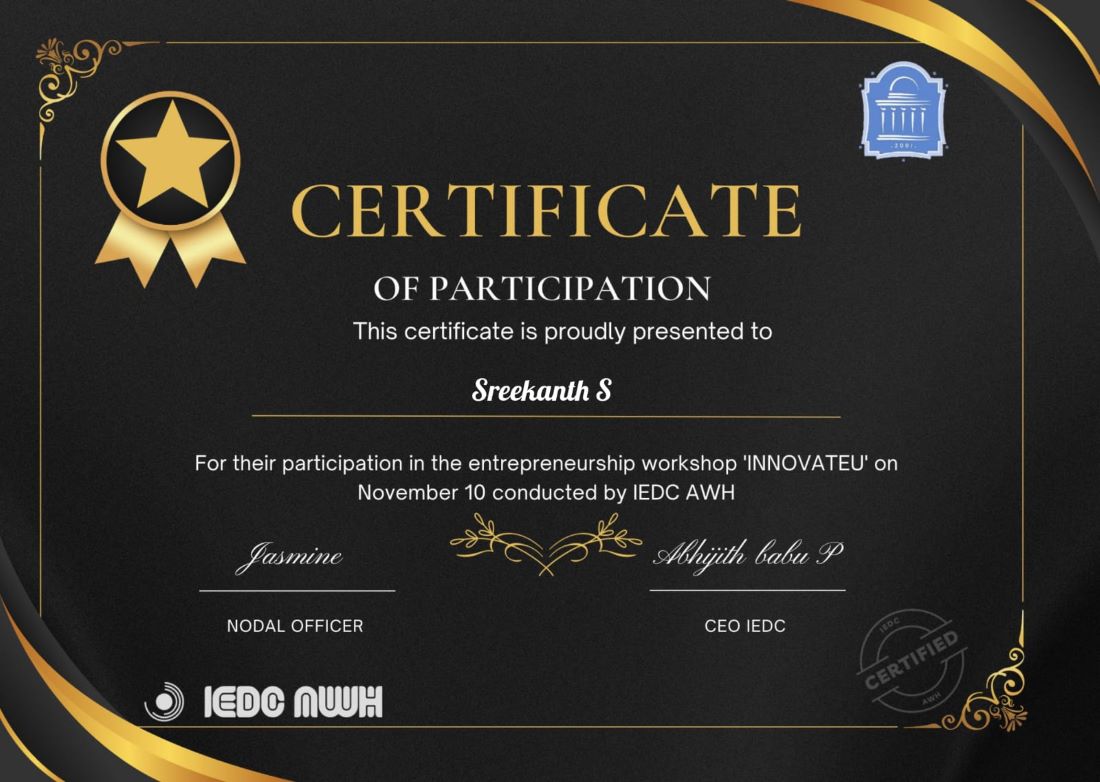 · 2001 ·
CERTIFICATE
OF PARTICIPATION
This certificate is proudly presented to
Sreekanth S
For their participation in the entrepreneurship workshop 'INNOVATEU' on
November 10 conducted by IEDC AWH
Jasmine
Abhijith babu P
NODAL OFFICER
CEO IEDC
IEDC
CERTIFIED
AWH
IEDC AWH